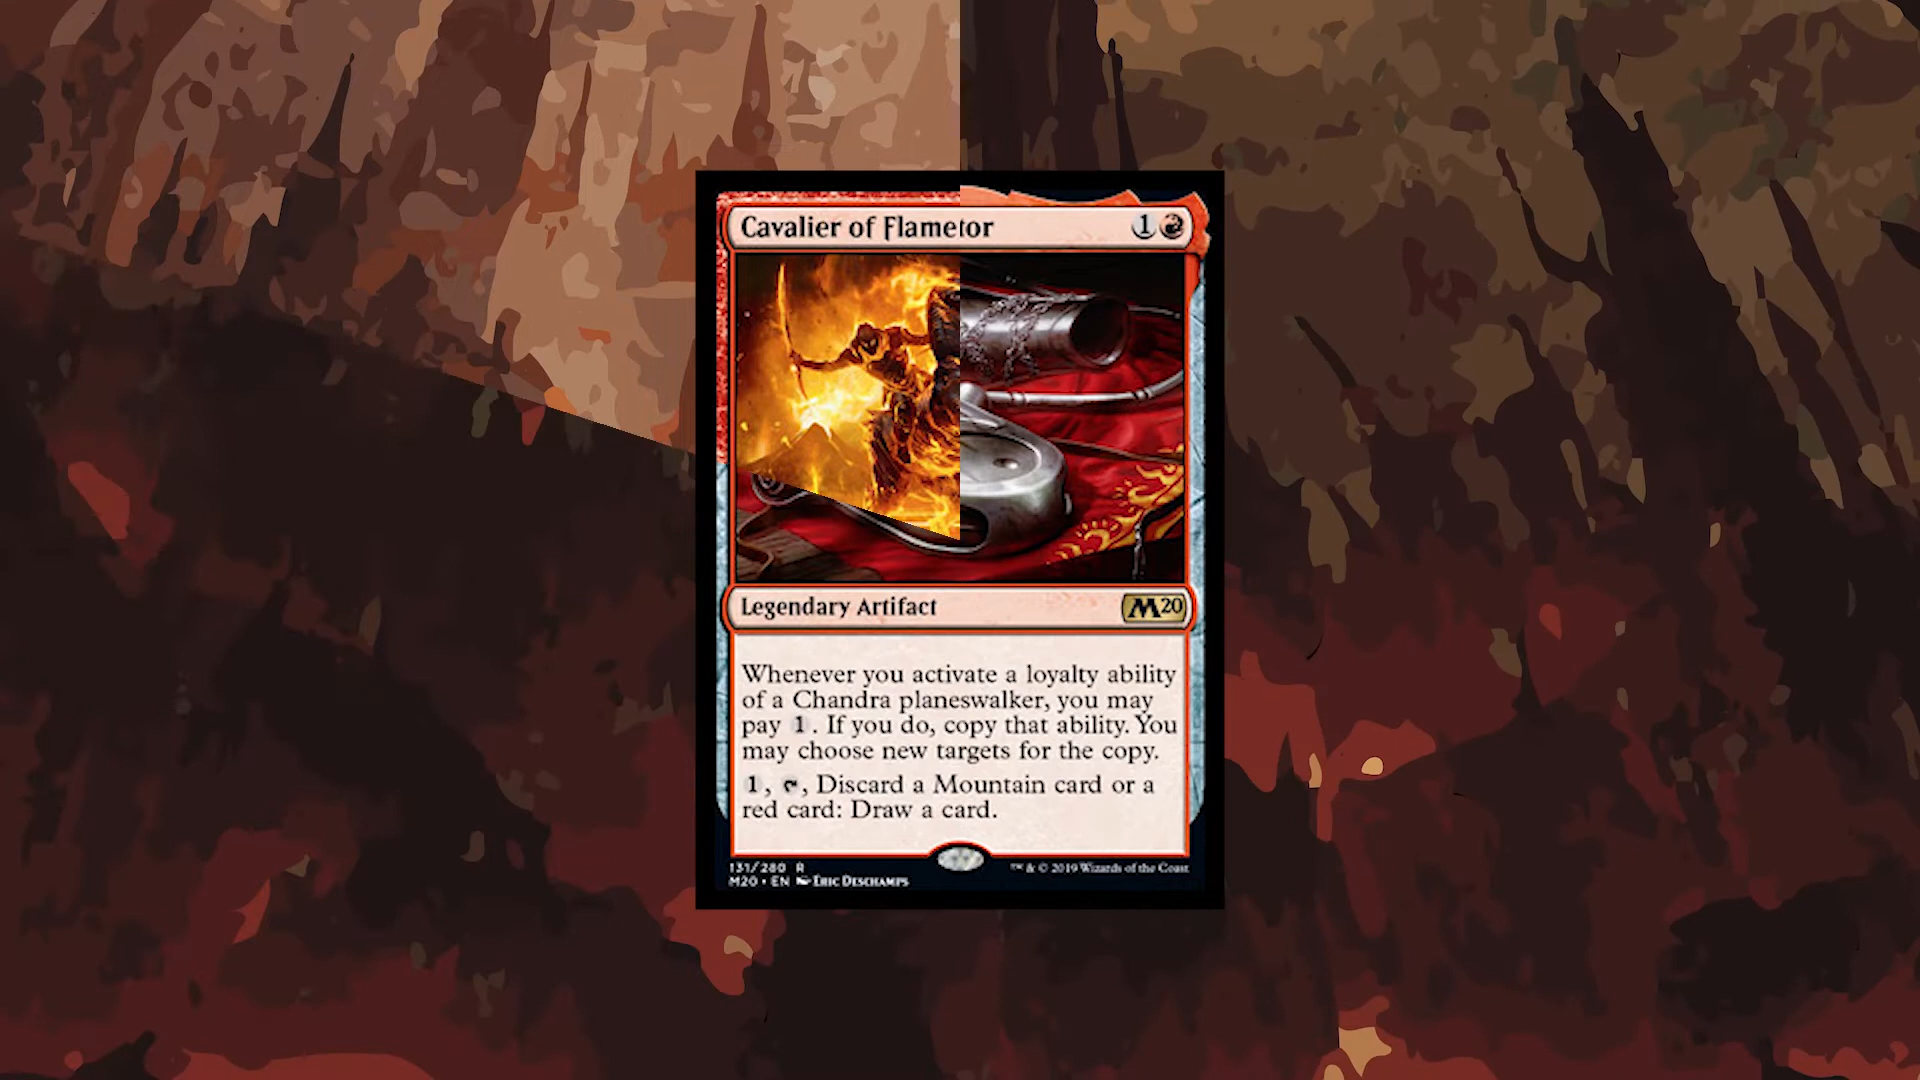 Cavalier of Flametor 1
Legendary Artifact M20
Whenever you activate a loyalty ability
of a Chandra planeswalker, you may
pay 1. If you do, copy that ability. You
may choose new targets for the copy.
1, , Discard a Mountain card or a
red card: Draw a card.
131/280 R
™ & © 2019 Wizards of the Coast
M20 • EN Eric Deschamps